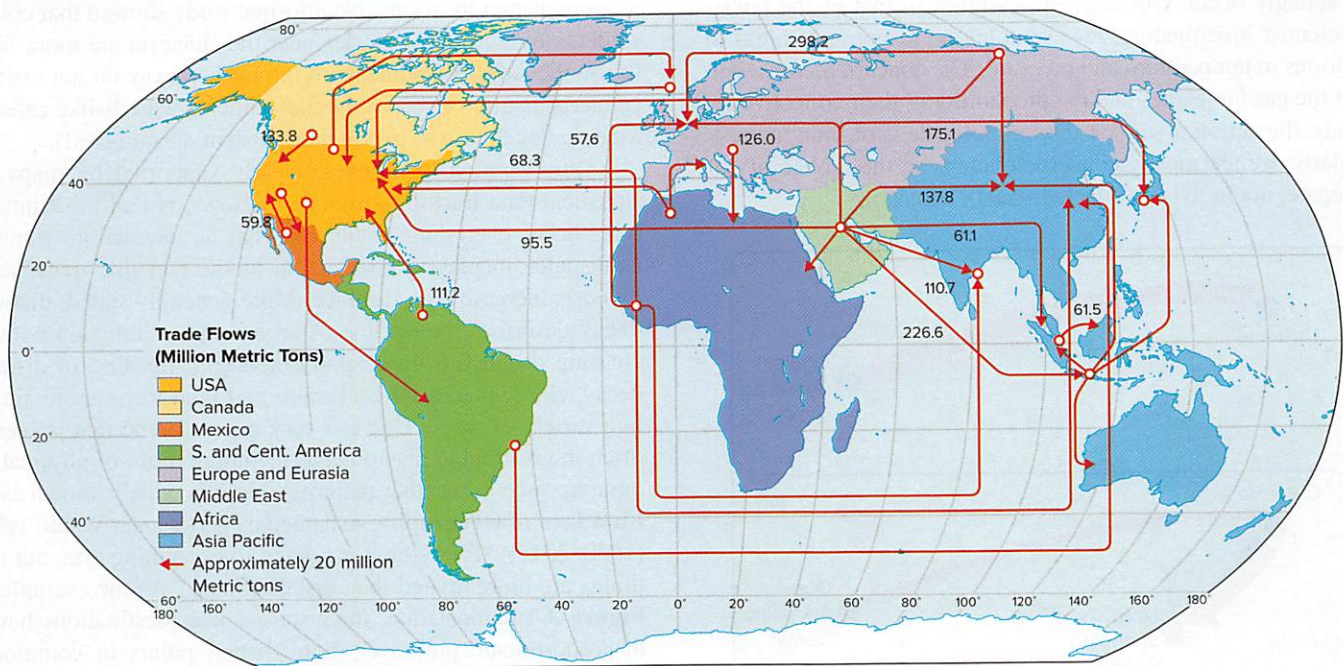 80°
298.2
60°
133.8
57.6
126.0
175.1
68.3
40°
137.8
59.8
95.5
61.1
20°
111.2
110.7
61.5
226.6
Trade Flows
(Million Metric Tons)
0°
USA
Canada
Mexico
S. and Cent. America
20°
Europe and Eurasia
Middle East
Africa
40°
Asia Pacific
Approximately 20 million
Metric tons
160° 140° 120° 100° 80° 60° 40° 20° 0° 20° 40° 60° 80° 100° 120° 140° 160° 180°
60°
180°